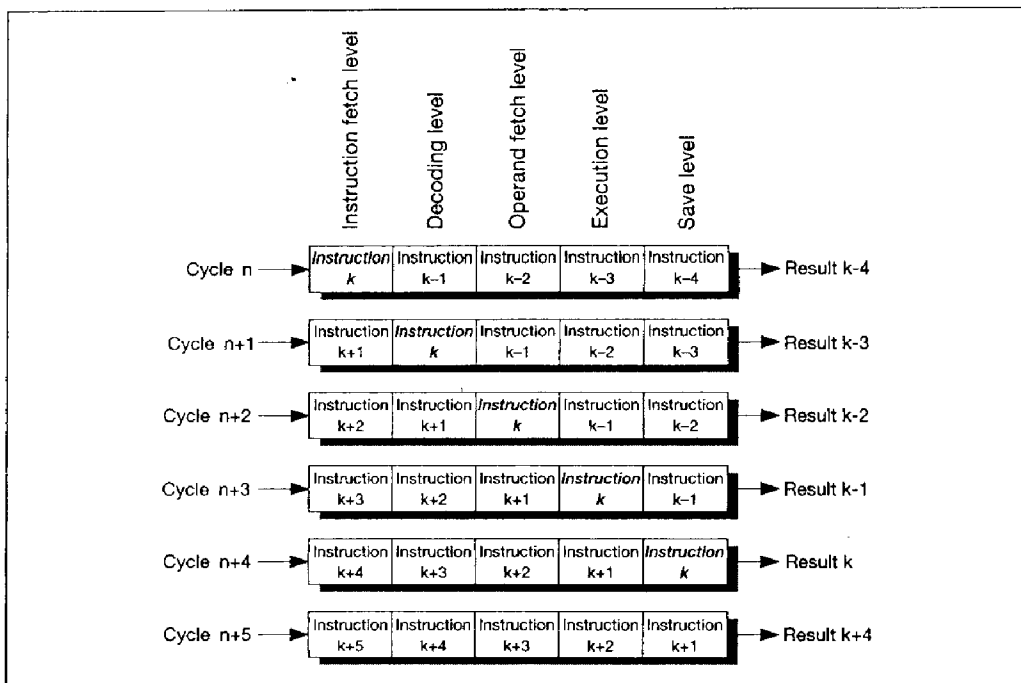 Instruction fetch level
Decoding level
Operand fetch level
Execution level
Save level
Cycle n Instruction k Instruction k–1 Instruction k–2 Instruction k–3 Instruction k–4 Result k-4
Cycle n+1 Instruction k+1 Instruction k Instruction k–1 Instruction k–2 Instruction k–3 Result k-3
Cycle n+2 Instruction k+2 Instruction k+1 Instruction k Instruction k–1 Instruction k–2 Result k-2
Cycle n+3 Instruction k+3 Instruction k+2 Instruction k+1 Instruction k Instruction k–1 Result k-1
Cycle n+4 Instruction k+4 Instruction k+3 Instruction k+2 Instruction k+1 Instruction k Result k
Cycle n+5 Instruction k+5 Instruction k+4 Instruction k+3 Instruction k+2 Instruction k+1 Result k+4